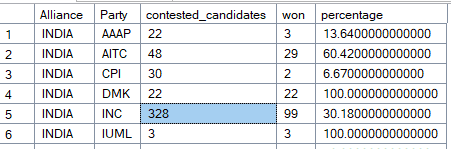 Alliance Party contested_candidates won percentage
1 INDIA AAAP 22 3 13.6400000000000
2 INDIA AITC 48 29 60.4200000000000
3 INDIA CPI 30 2 6.6700000000000
4 INDIA DMK 22 22 100.0000000000000
5 INDIA INC 328 99 30.1800000000000
6 INDIA IUML 3 3 100.0000000000000